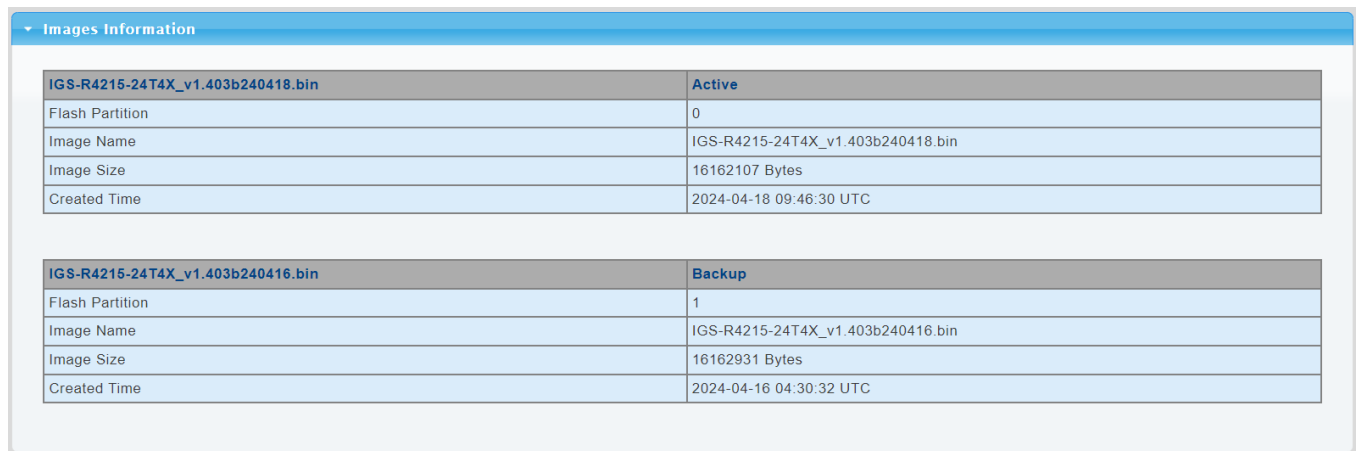 Images Information
IGS-R4215-24T4X_v1.403b240418.bin Active
Flash Partition 0
Image Name IGS-R4215-24T4X_v1.403b240418.bin
Image Size 16162107 Bytes
Created Time 2024-04-18 09:46:30 UTC
IGS-R4215-24T4X_v1.403b240416.bin Backup
Flash Partition 1
Image Name IGS-R4215-24T4X_v1.403b240416.bin
Image Size 16162931 Bytes
Created Time 2024-04-16 04:30:32 UTC